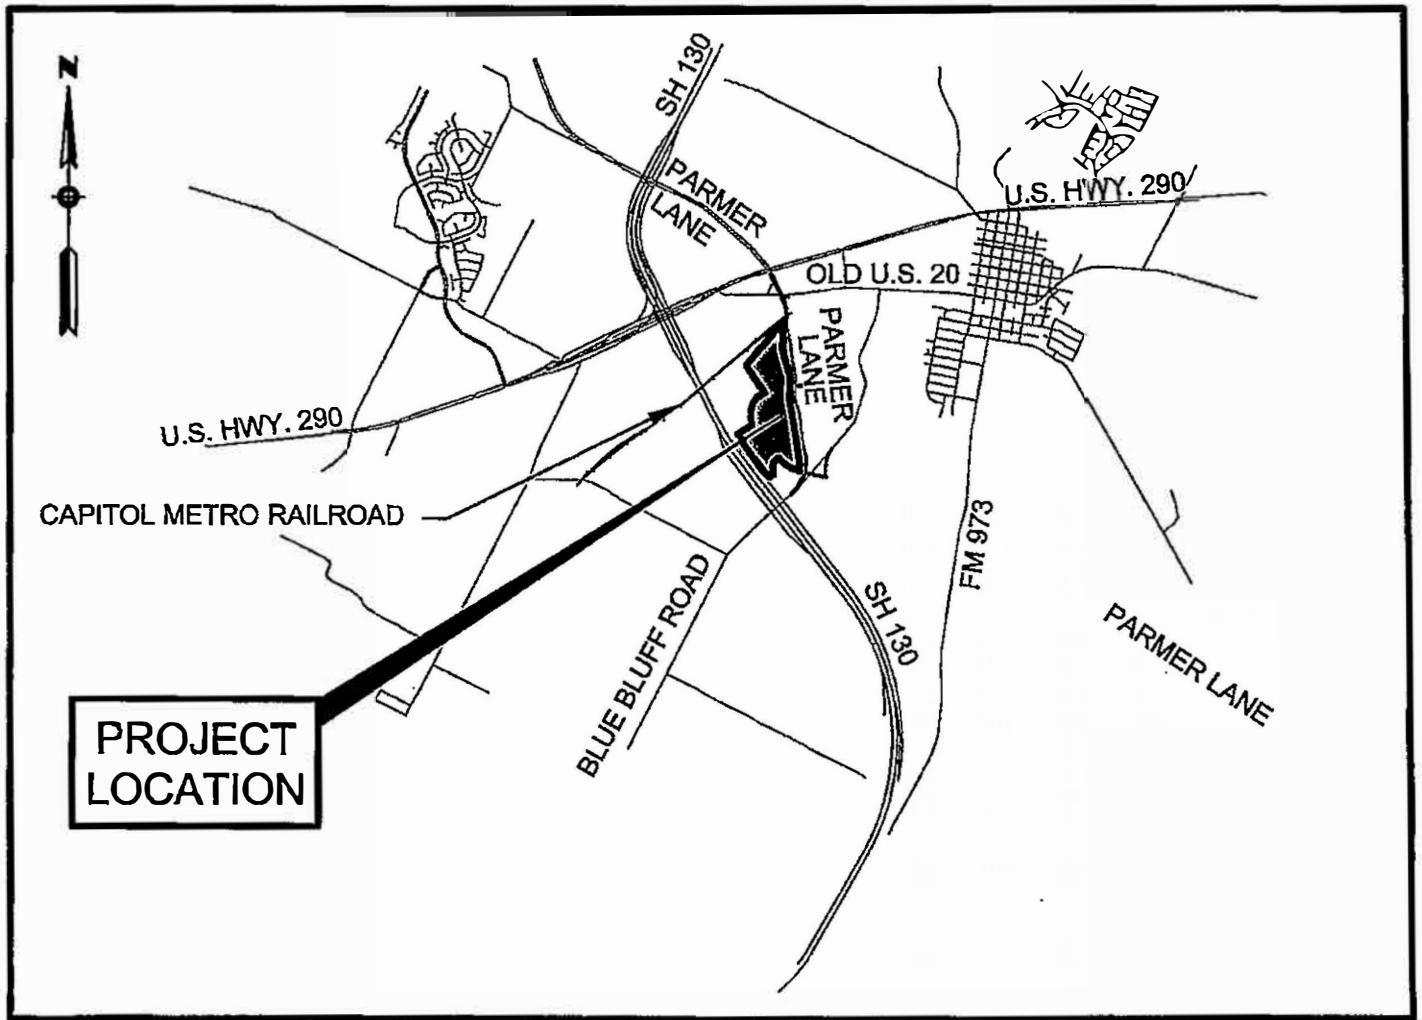 N
SH 130
PARMER
LANE
U.S. HWY. 290
OLD U.S. 20
PARMER
LANE
U.S. HWY. 290
CAPITOL METRO RAILROAD
FM 973
BLUE BLUFF ROAD
SH 130
PARMER LANE
PROJECT
LOCATION